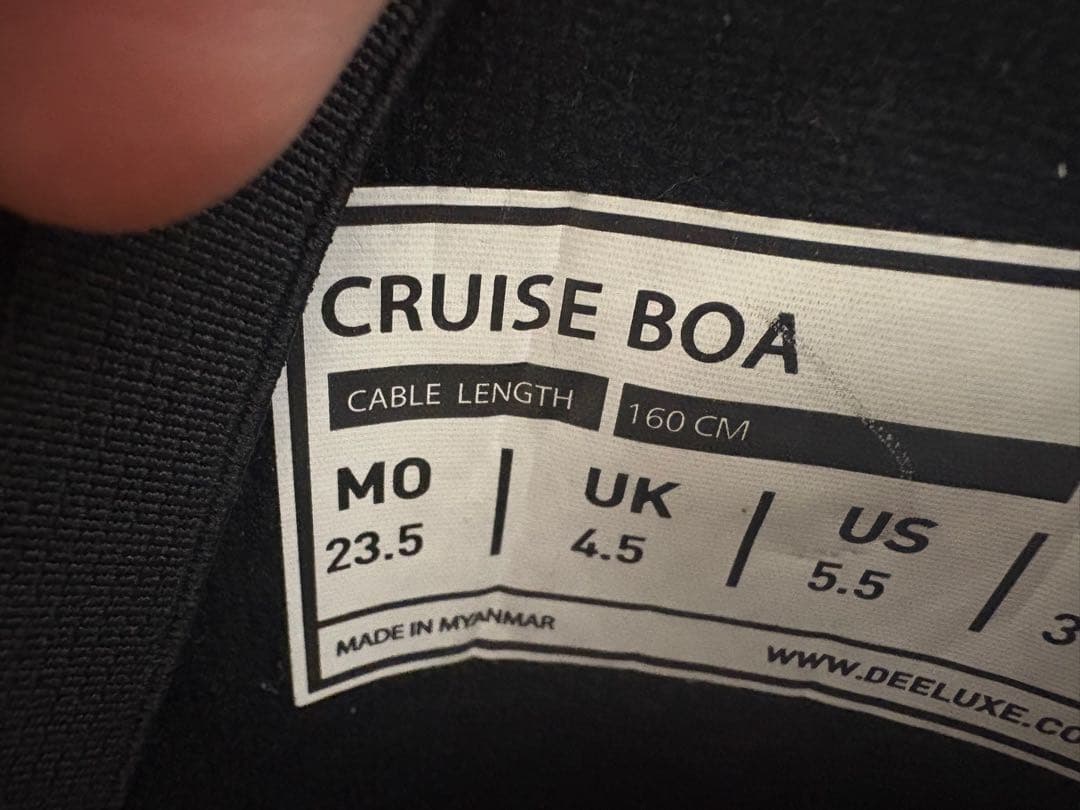 CRUISE BOA
CABLE LENGTH 160 CM
MO | UK | US |
23.5 4.5 5.5 3
MADE IN MYANMAR
WWW.DEELUXE.CO